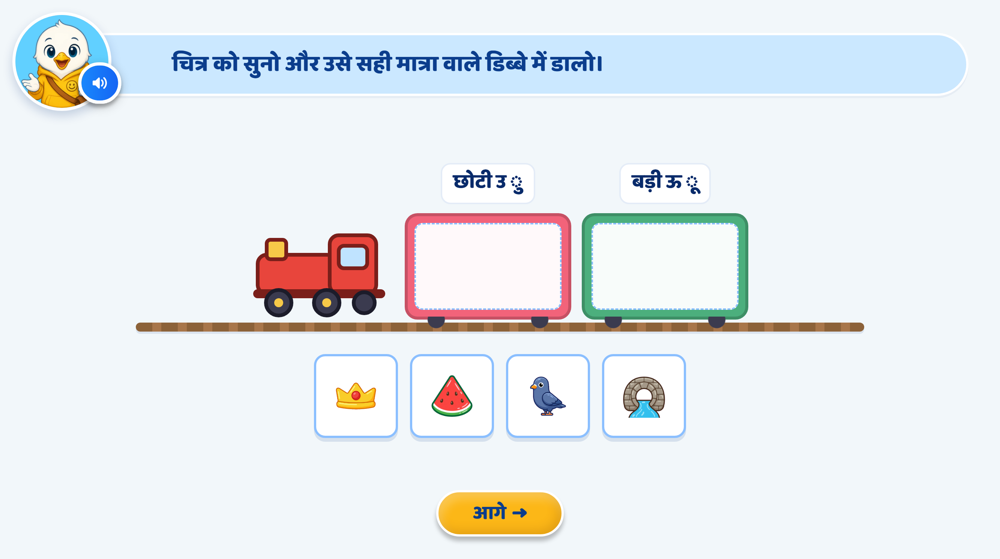 चित्र को सुनो और उसे सही मात्रा वाले डिब्बे में डालो।
छोटी उ ु
बड़ी ऊ ू
आगे →